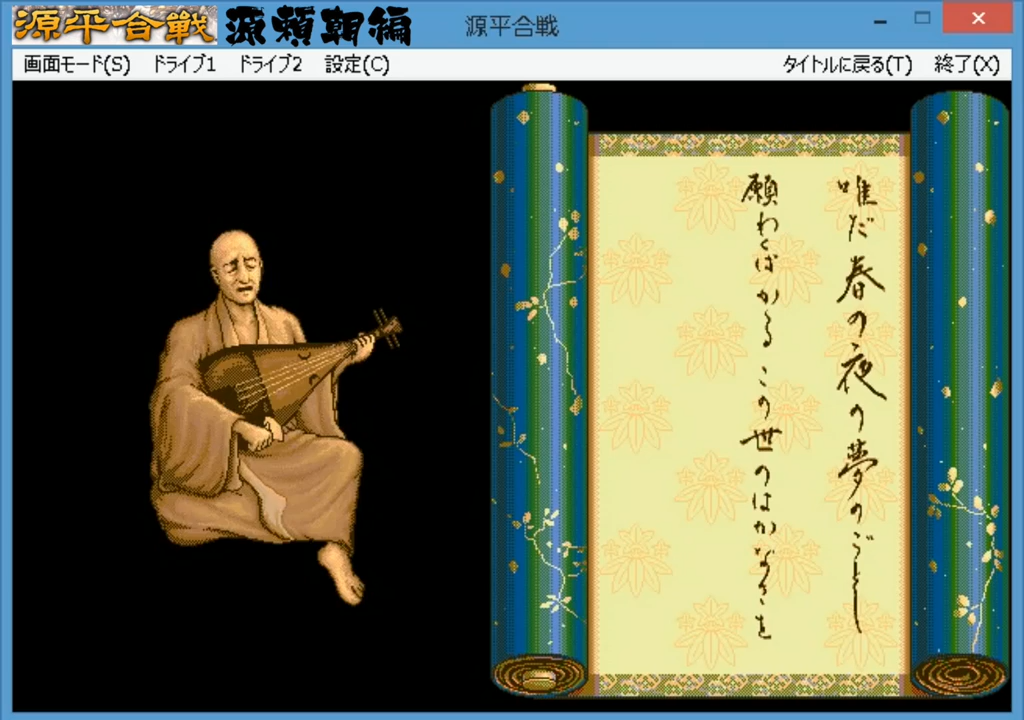 源平合戦 源頼朝編 源平合戦
画面モード(S) ドライブ1 ドライブ2 設定(C) タイトルに戻る(T) 終了(X)
唯だ春の夜の夢のごとし
願わくばかゝる この世のはかなさを